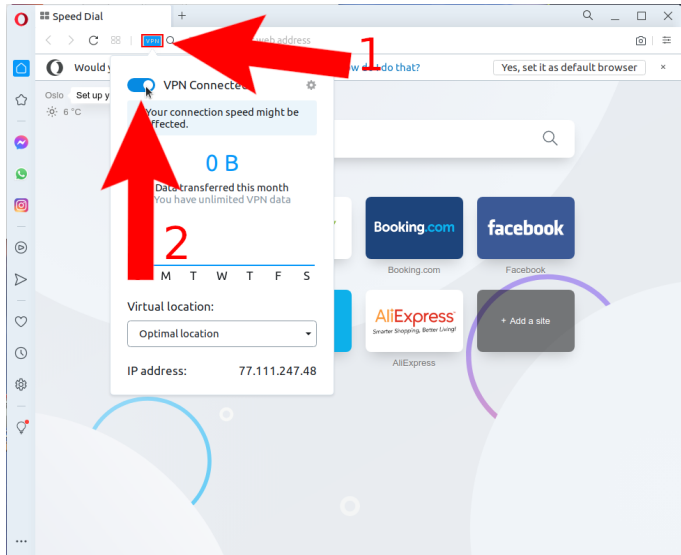 Speed Dial
VPN
web address
1
Would
do that?
Yes, set it as default browser
Oslo
Set up
6 °C
VPN Connected
Your connection speed might be
affected.
0 B
Data transferred this month
You have unlimited VPN data
2
M T W T F S
Virtual location:
Optimal location
IP address: 77.111.247.48
Booking.com
facebook
Booking.com
Facebook
AliExpress
Smarter Shopping, Better Living!
+ Add a site
AliExpress